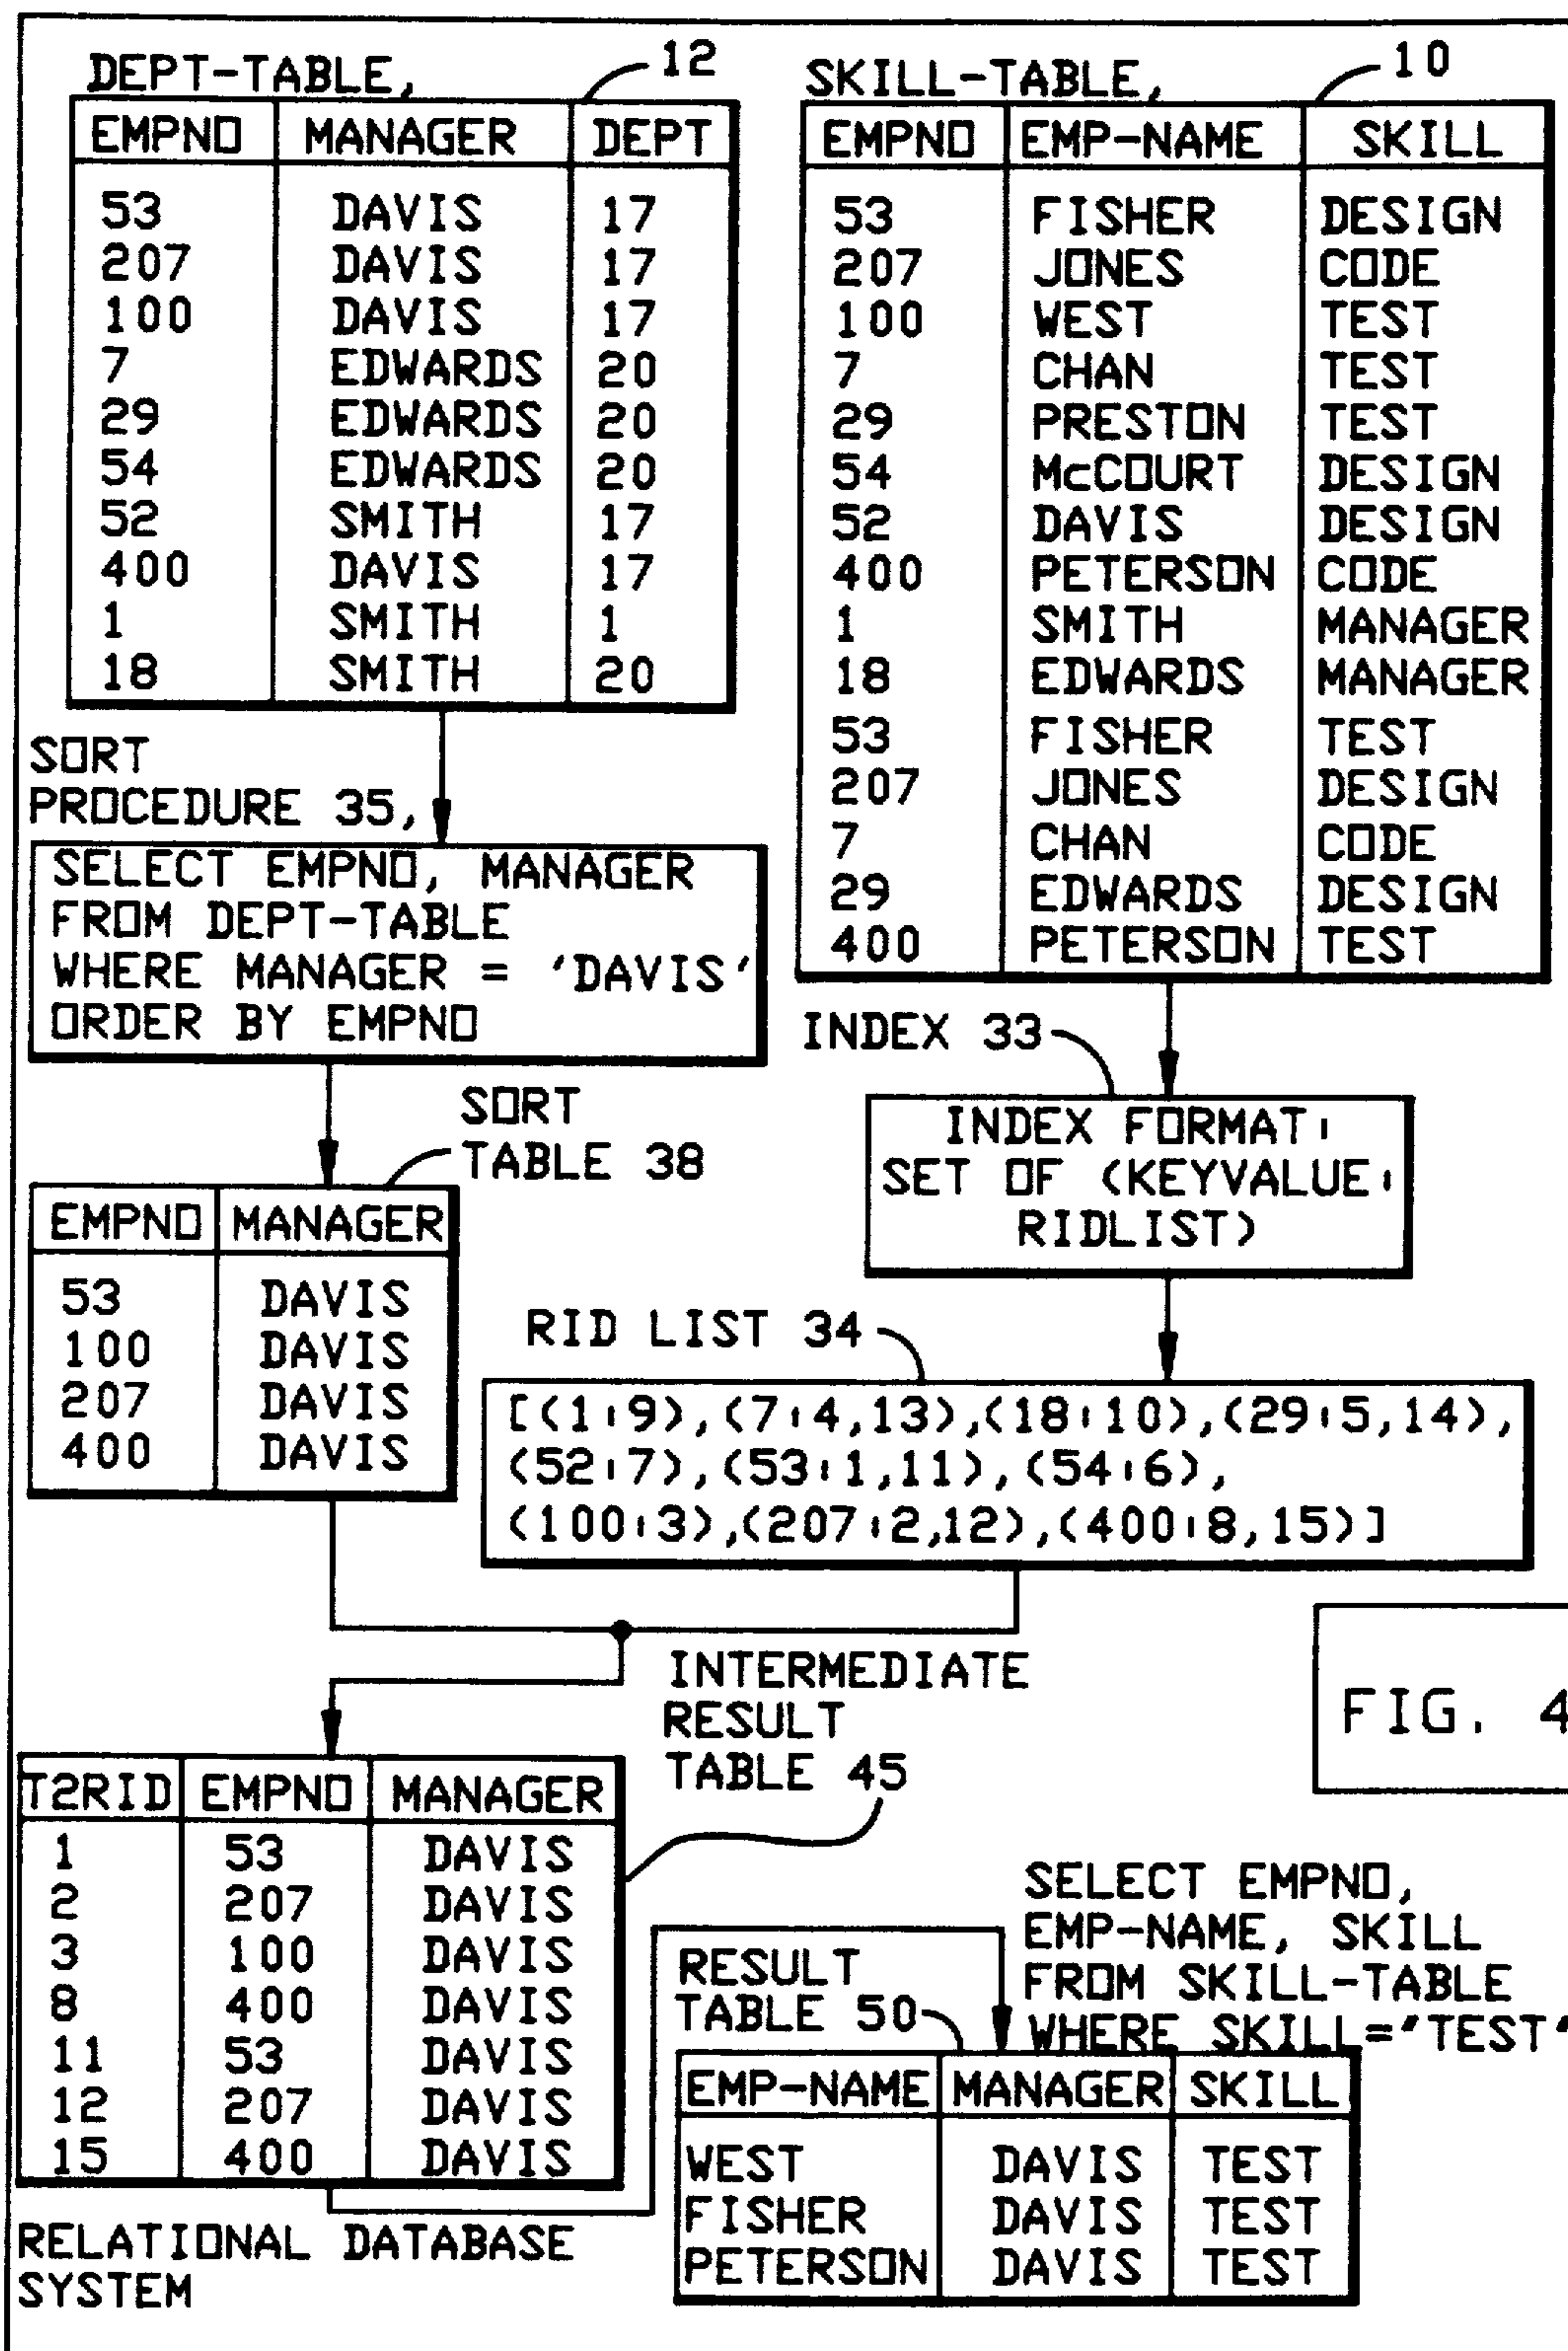 DEPT-TABLE, 12
EMPNO MANAGER DEPT
53 DAVIS 17
207 DAVIS 17
100 DAVIS 17
7 EDWARDS 20
29 EDWARDS 20
54 EDWARDS 20
52 SMITH 17
400 DAVIS 17
1 SMITH 1
18 SMITH 20
SKILL-TABLE, 10
EMPNO EMP-NAME SKILL
53 FISHER DESIGN
207 JONES CODE
100 WEST TEST
7 CHAN TEST
29 PRESTON TEST
54 McCOURT DESIGN
52 DAVIS DESIGN
400 PETERSON CODE
1 SMITH MANAGER
18 EDWARDS MANAGER
53 FISHER TEST
207 JONES DESIGN
7 CHAN CODE
29 EDWARDS DESIGN
400 PETERSON TEST
SORT
PROCEDURE 35,
SELECT EMPNO, MANAGER
FROM DEPT-TABLE
WHERE MANAGER = 'DAVIS'
ORDER BY EMPNO
INDEX 33
INDEX FORMAT:
SET OF (KEYVALUE:
RIDLIST)
SORT
TABLE 38
EMPNO MANAGER
53 DAVIS
100 DAVIS
207 DAVIS
400 DAVIS
RID LIST 34
[(1:9),(7:4,13),(18:10),(29:5,14),
(52:7),(53:1,11),(54:6),
(100:3),(207:2,12),(400:8,15)]
INTERMEDIATE
RESULT
TABLE 45
FIG. 4
T2RID EMPNO MANAGER
1 53 DAVIS
2 207 DAVIS
3 100 DAVIS
8 400 DAVIS
11 53 DAVIS
12 207 DAVIS
15 400 DAVIS
SELECT EMPNO,
EMP-NAME, SKILL
FROM SKILL-TABLE
WHERE SKILL='TEST'
RESULT
TABLE 50
EMP-NAME MANAGER SKILL
WEST DAVIS TEST
FISHER DAVIS TEST
PETERSON DAVIS TEST
RELATIONAL DATABASE
SYSTEM